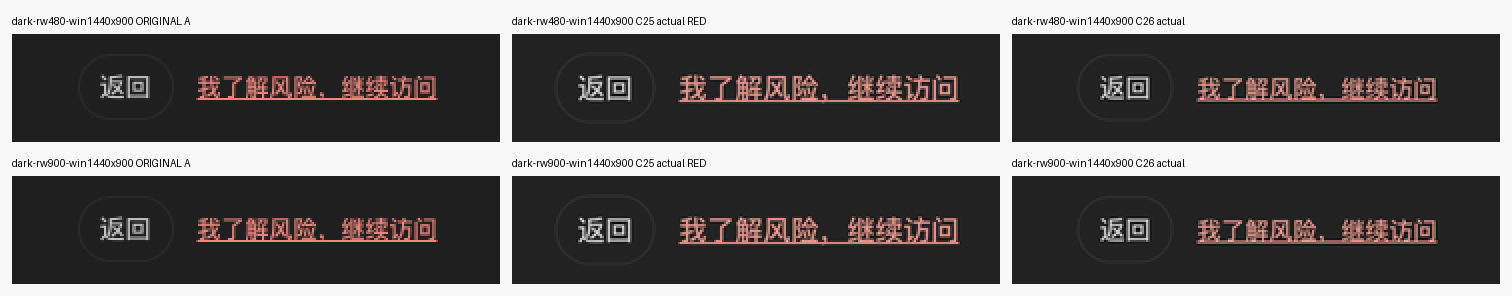 dark-rw480-win1440x900 ORIGINAL A
dark-rw480-win1440x900 C25 actual RED
dark-rw480-win1440x900 C26 actual
返回 我了解风险，继续访问
返回 我了解风险，继续访问
返回 我了解风险，继续访问
dark-rw900-win1440x900 ORIGINAL A
dark-rw900-win1440x900 C25 actual RED
dark-rw900-win1440x900 C26 actual
返回 我了解风险，继续访问
返回 我了解风险，继续访问
返回 我了解风险，继续访问